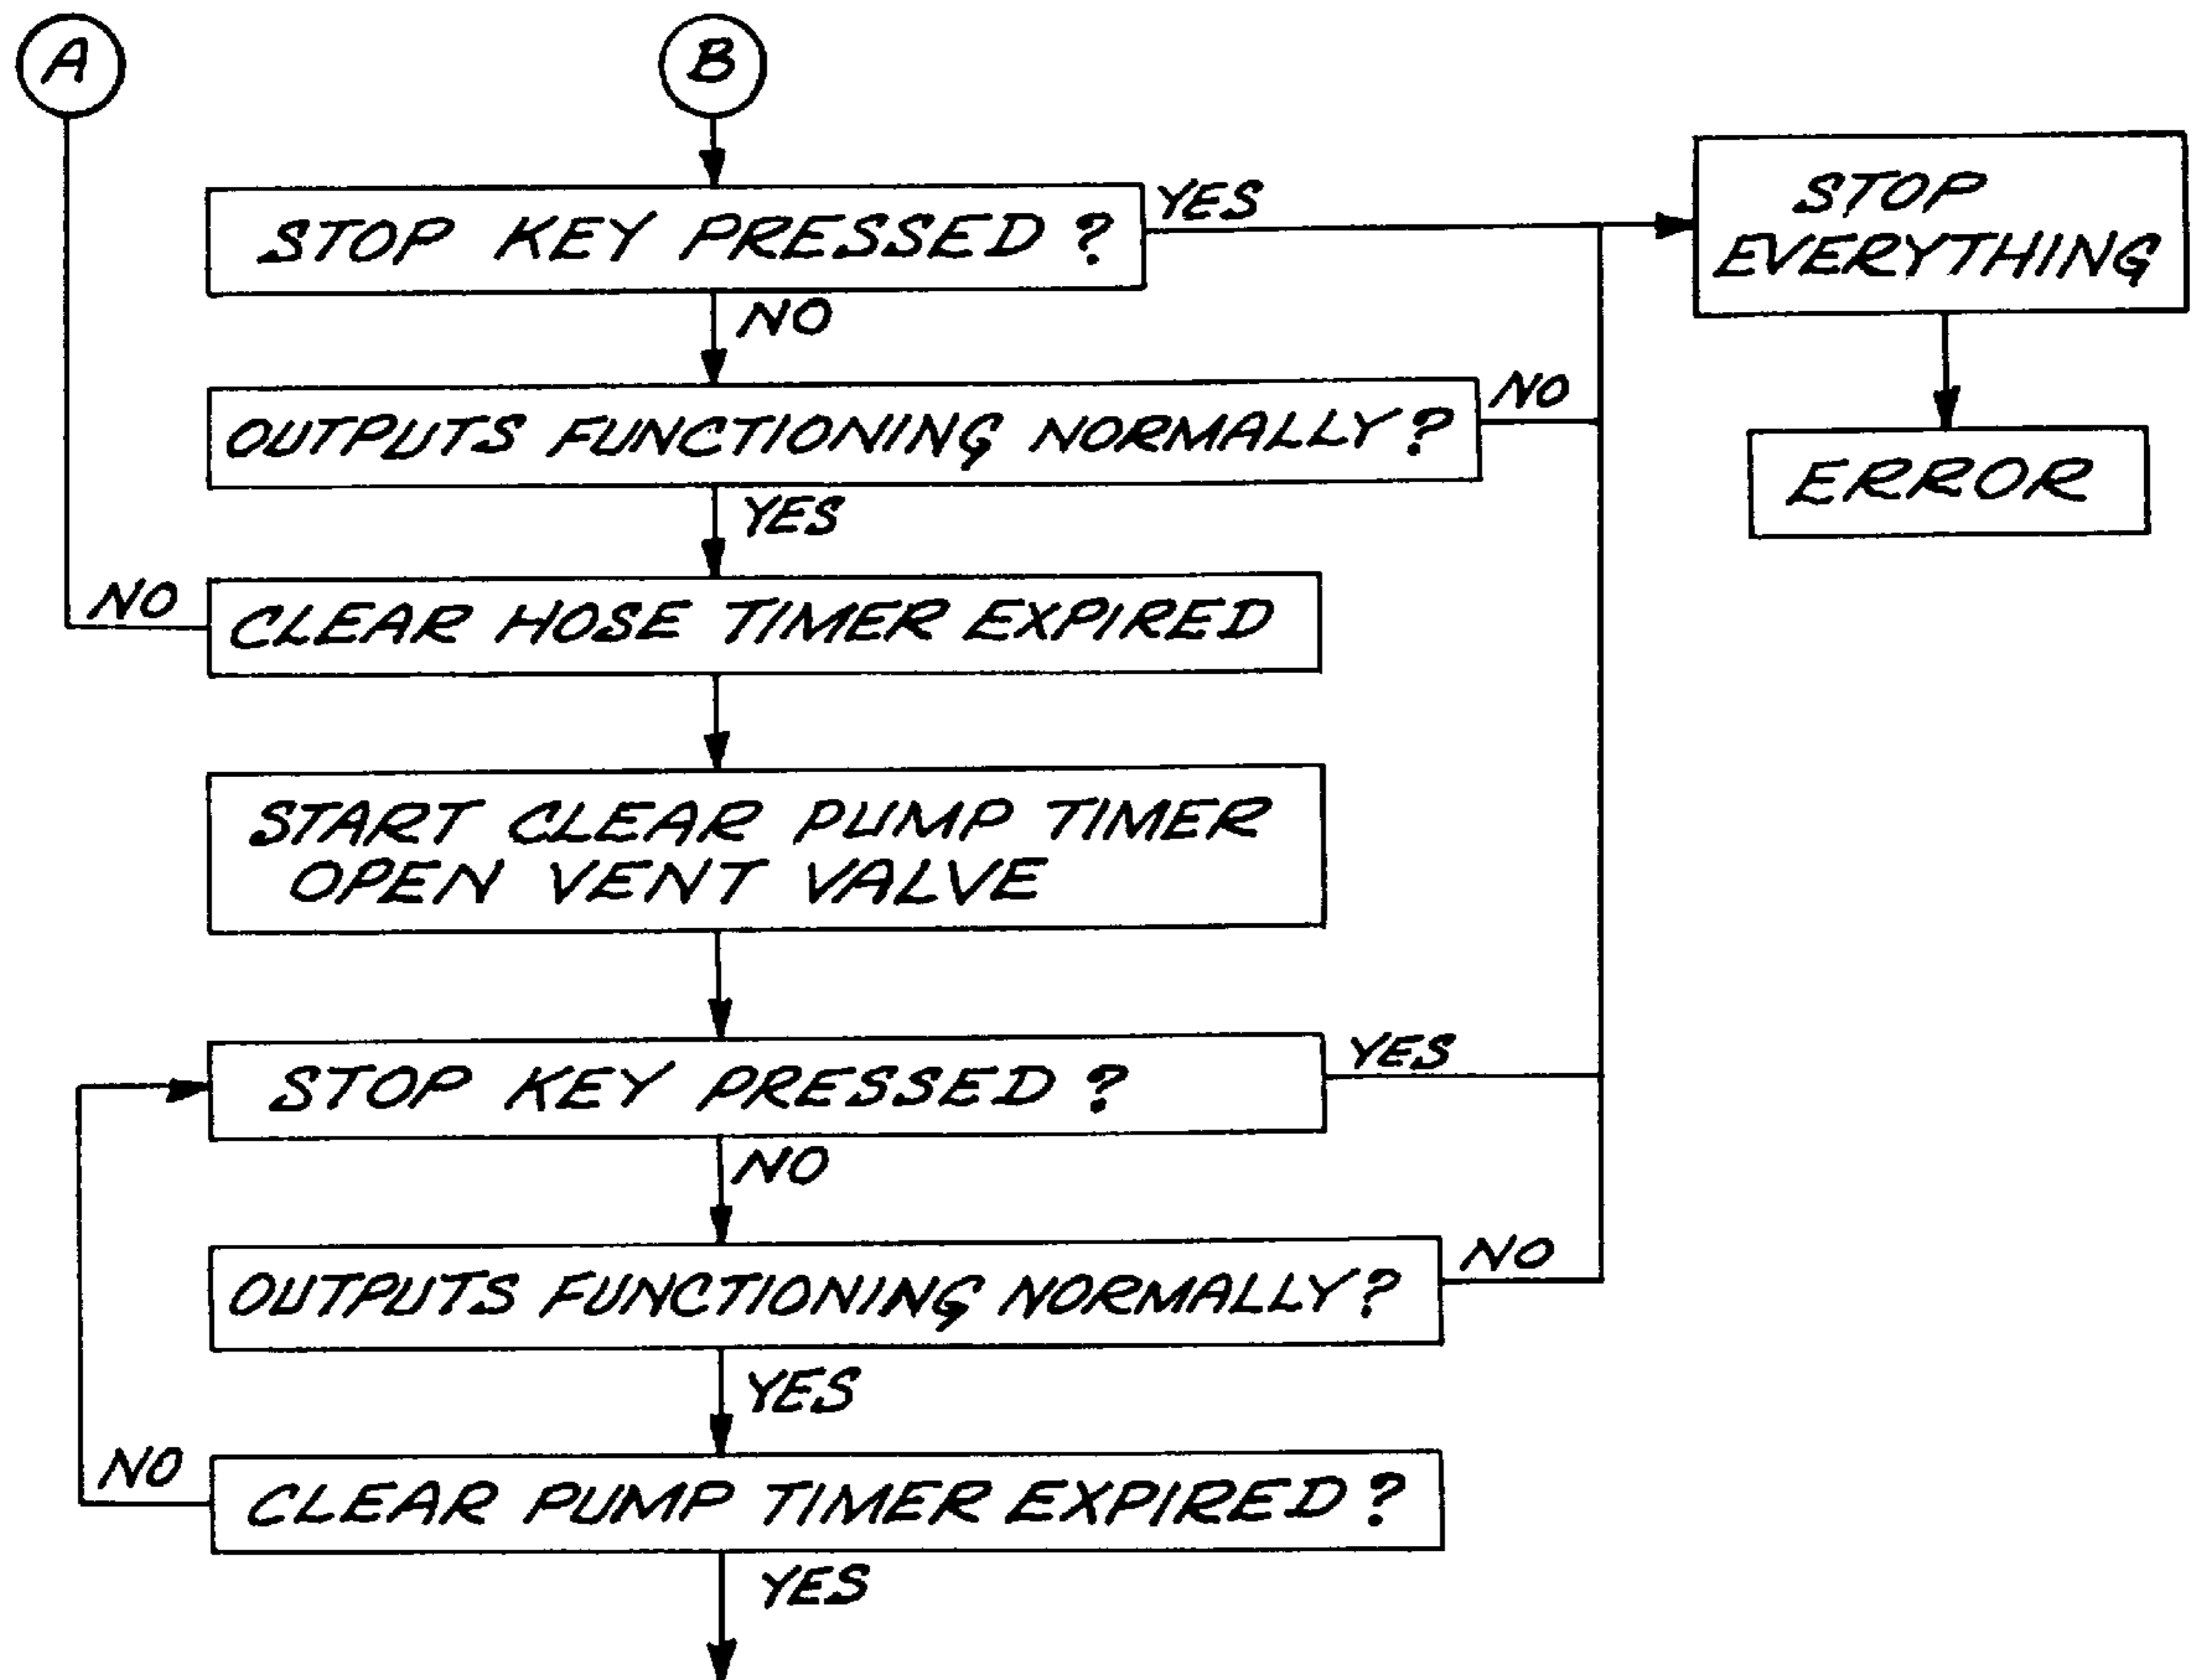 A
B
STOP KEY PRESSED ?
YES
STOP
EVERYTHING
NO
OUTPUTS FUNCTIONING NORMALLY ?
NO
ERROR
YES
NO
CLEAR HOSE TIMER EXPIRED
START CLEAR PUMP TIMER
OPEN VENT VALVE
STOP KEY PRESSED ?
YES
NO
OUTPUTS FUNCTIONING NORMALLY ?
NO
YES
NO
CLEAR PUMP TIMER EXPIRED ?
YES